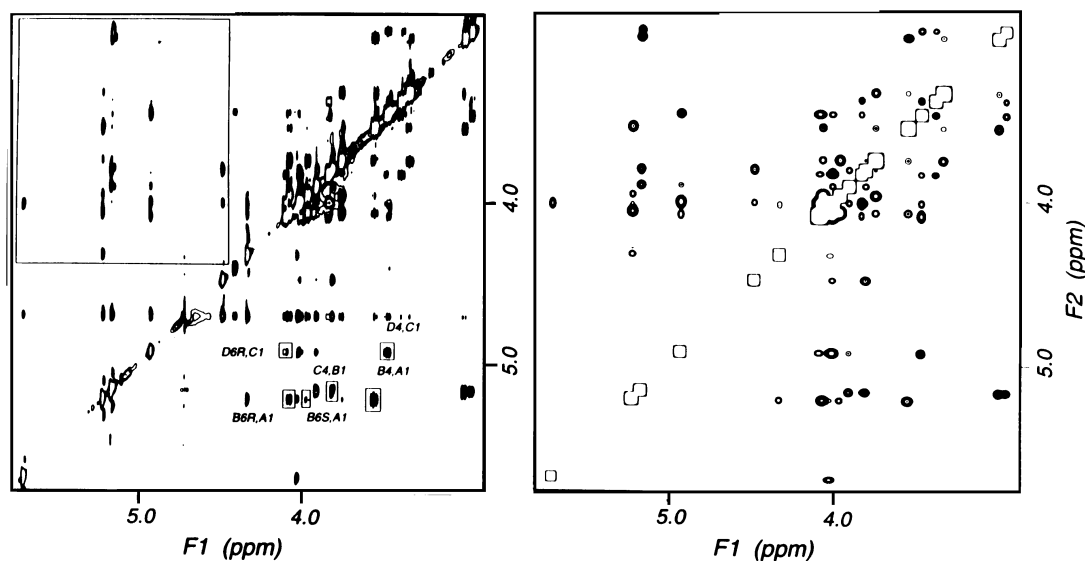 4.0
5.0
D4,C1
D6R,C1
C4,B1
B4,A1
B6R,A1
B6S,A1
5.0
4.0
F1 (ppm)
4.0
5.0
F2 (ppm)
5.0
4.0
F1 (ppm)